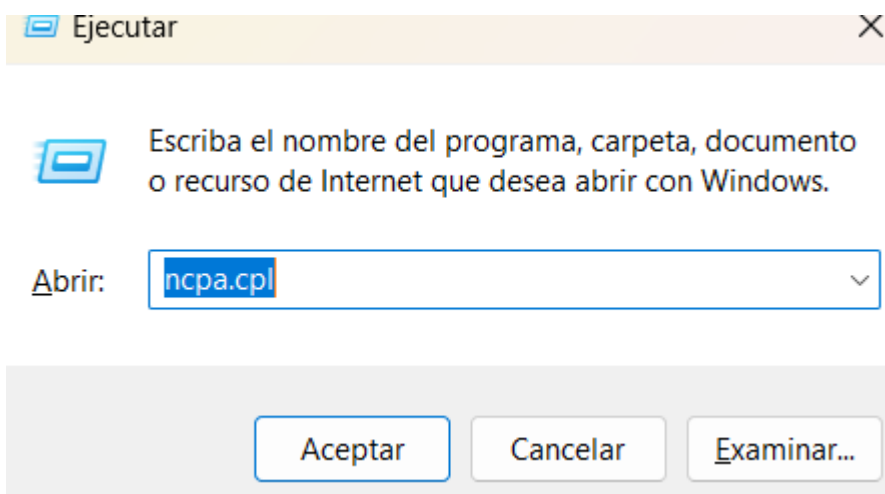 Ejecutar
Escriba el nombre del programa, carpeta, documento
o recurso de Internet que desea abrir con Windows.
Abrir: ncpa.cpl
Aceptar Cancelar Examinar...